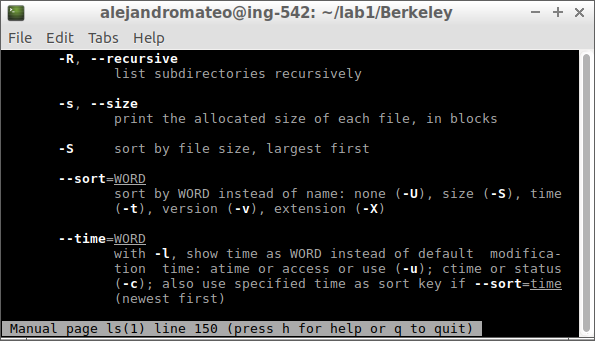 alejandromateo@ing-542: ~/lab1/Berkeley
File Edit Tabs Help
-R, --recursive
list subdirectories recursively
-s, --size
print the allocated size of each file, in blocks
-S sort by file size, largest first
--sort=WORD
sort by WORD instead of name: none (-U), size (-S), time
(-t), version (-v), extension (-X)
--time=WORD
with -l, show time as WORD instead of default modifica-
tion time: atime or access or use (-u); ctime or status
(-c); also use specified time as sort key if --sort=time
(newest first)
Manual page ls(1) line 150 (press h for help or q to quit)